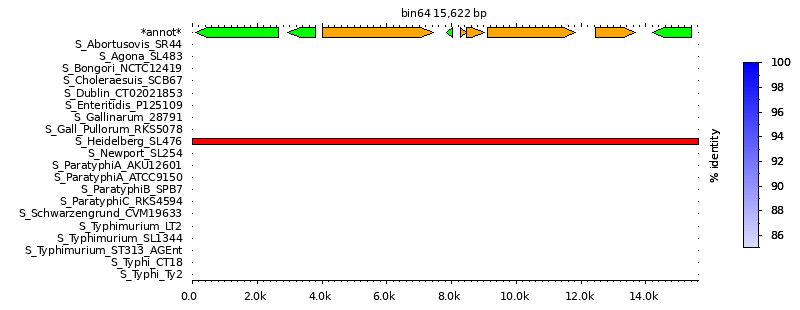 bin64 15,622 bp
*annot*
S_Abortusovis_SR44
S_Agona_SL483
S_Bongori_NCTC12419
S_Choleraesuis_SCB67
S_Dublin_CT02021853
S_Enteritidis_P125109
S_Gallinarum_28791
S_Gall_Pullorum_RKS5078
S_Heidelberg_SL476
S_Newport_SL254
S_ParatyphiA_AKU12601
S_ParatyphiA_ATCC9150
S_ParatyphiB_SPB7
S_ParatyphiC_RKS4594
S_Schwarzengrund_CVM19633
S_Typhimurium_LT2
S_Typhimurium_SL1344
S_Typhimurium_ST313_AGEnt
S_Typhi_CT18
S_Typhi_Ty2
0.0 2.0k 4.0k 6.0k 8.0k 10.0k 12.0k 14.0k
% identity
100
98
96
94
92
90
88
86